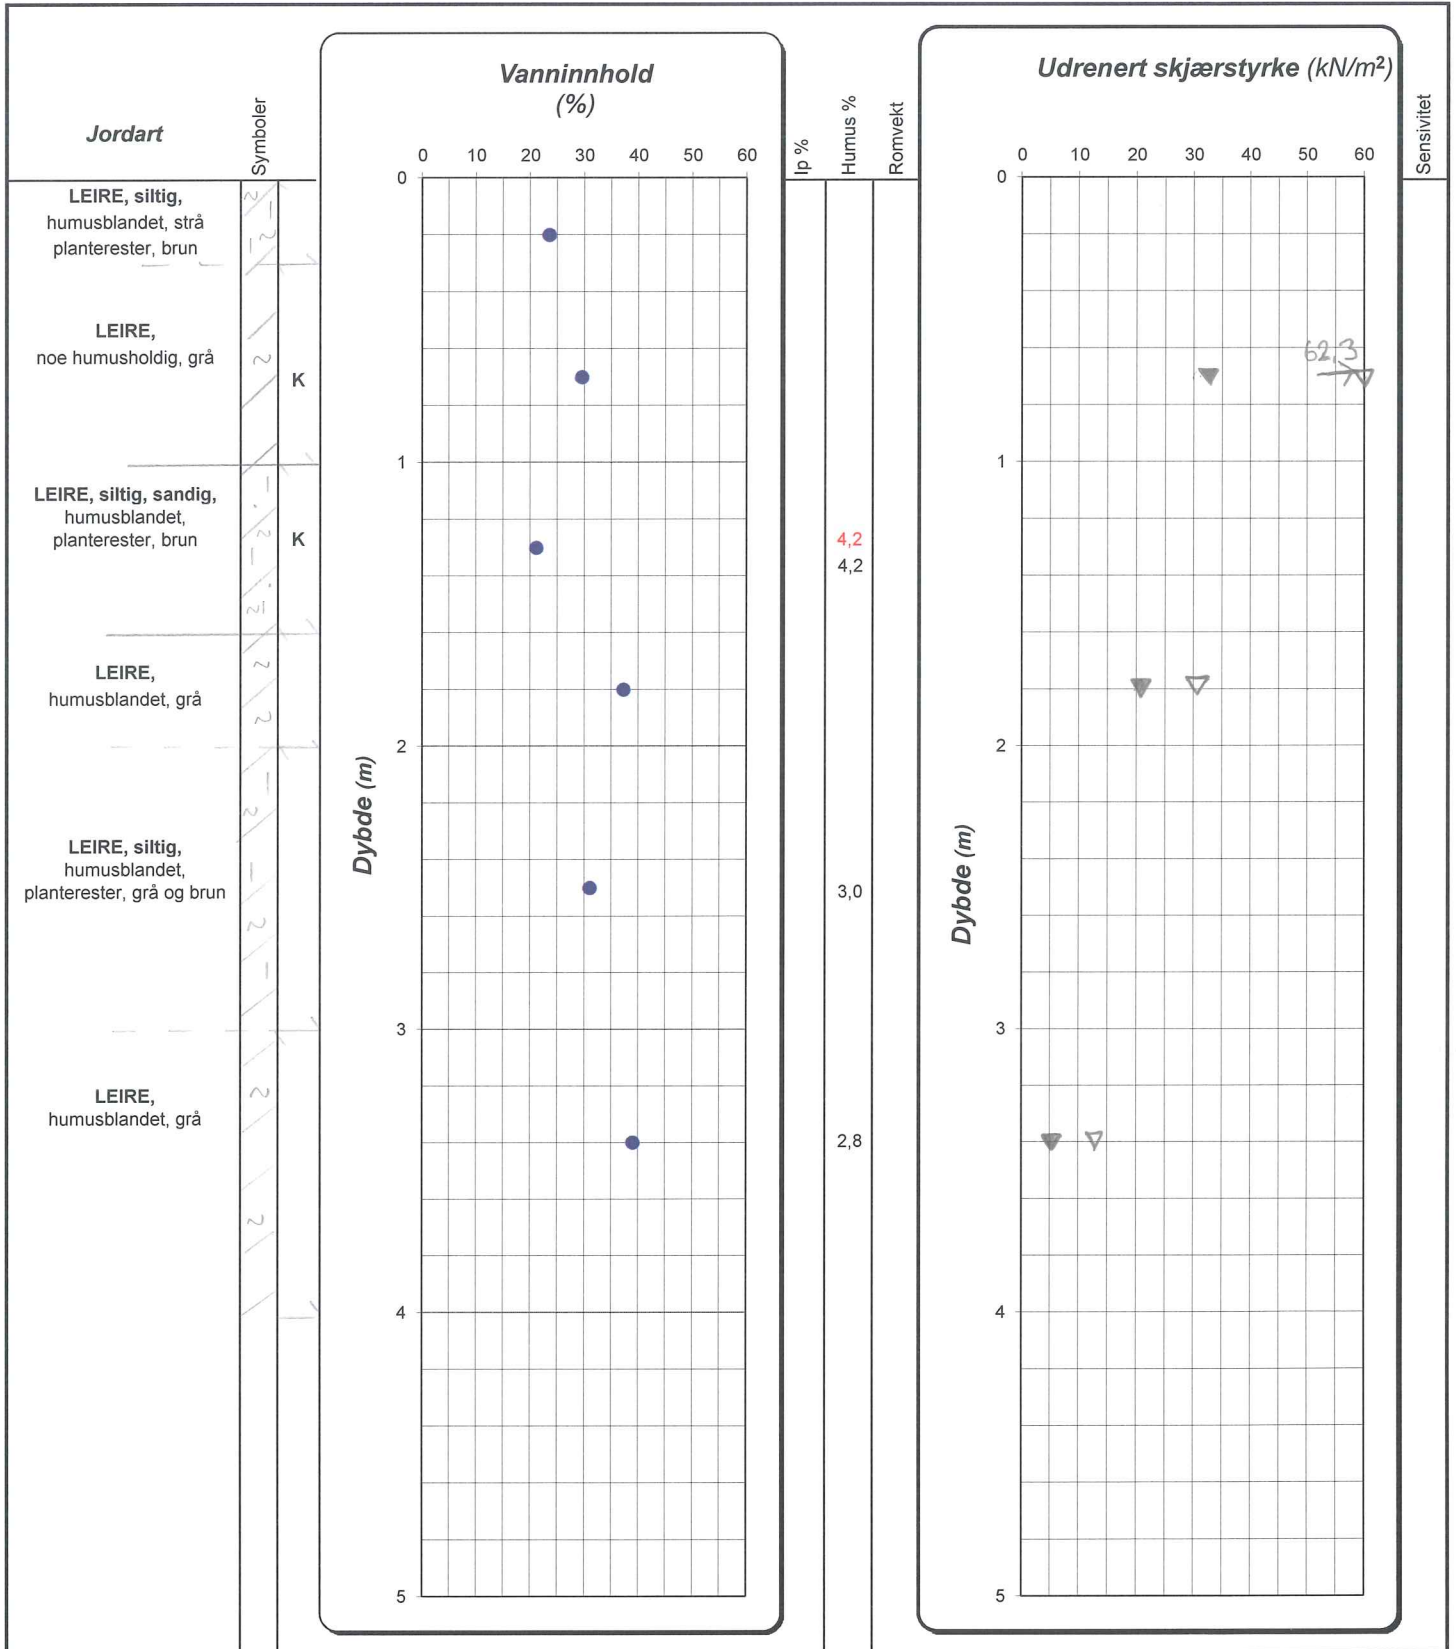 Jordart
Symboler
Vanninnhold
(%)
Ip %
Humus %
Romvekt
Udrenert skjærstyrke (kN/m²)
Sensivitet
0 10 20 30 40 50 60
0 10 20 30 40 50 60
LEIRE, siltig,
humusblandet, strå
planterester, brun
LEIRE,
noe humusholdig, grå
K
LEIRE, siltig, sandig,
humusblandet,
planterester, brun
K
LEIRE,
humusblandet, grå
LEIRE, siltig,
humusblandet,
planterester, grå og brun
LEIRE,
humusblandet, grå
Dybde (m)
0
1
2
3
4
5
4,2
4,2
3,0
2,8
Dybde (m)
0
1
2
3
4
5
62,3